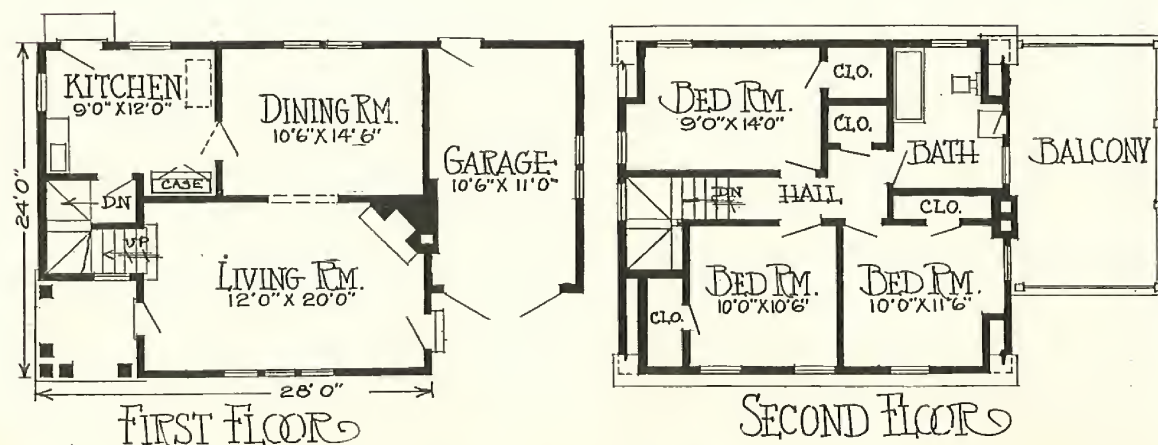 KITCHEN
9'0"X12'0"
DINING RM.
10'6"X14'6"
GARAGE
10'6"X 11'0"
CASE
DN
UP
LIVING RM.
12'0"X 20'0"
24'0"
28'0"
FIRST FLOOR
BED RM.
9'0"X14'0"
CLO.
CLO.
BATH
BALCONY
DN
HALL
CLO.
BED RM.
10'0"X10'6"
BED RM.
10'0"X11'6"
CLO.
SECOND FLOOR